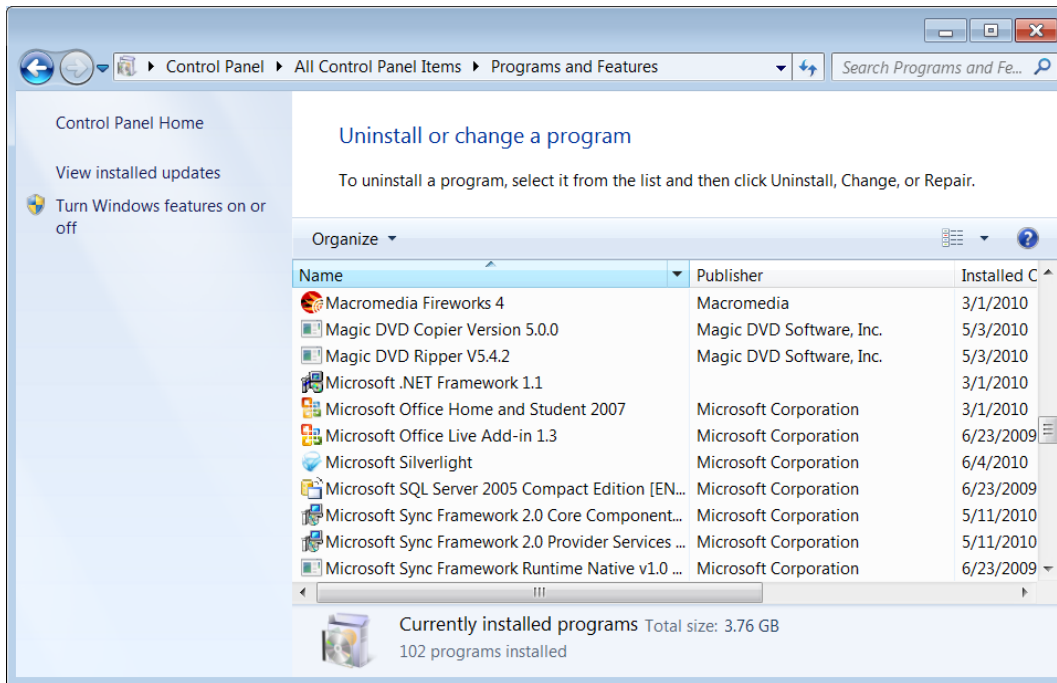 Control Panel All Control Panel Items Programs and Features Search Programs and Fe...
Control Panel Home
View installed updates
Turn Windows features on or
off
Uninstall or change a program
To uninstall a program, select it from the list and then click Uninstall, Change, or Repair.
Organize
Name Publisher Installed C
Macromedia Fireworks 4 Macromedia 3/1/2010
Magic DVD Copier Version 5.0.0 Magic DVD Software, Inc. 5/3/2010
Magic DVD Ripper V5.4.2 Magic DVD Software, Inc. 5/3/2010
Microsoft .NET Framework 1.1 3/1/2010
Microsoft Office Home and Student 2007 Microsoft Corporation 3/1/2010
Microsoft Office Live Add-in 1.3 Microsoft Corporation 6/23/2009
Microsoft Silverlight Microsoft Corporation 6/4/2010
Microsoft SQL Server 2005 Compact Edition [EN... Microsoft Corporation 6/23/2009
Microsoft Sync Framework 2.0 Core Component... Microsoft Corporation 5/11/2010
Microsoft Sync Framework 2.0 Provider Services ... Microsoft Corporation 5/11/2010
Microsoft Sync Framework Runtime Native v1.0 ... Microsoft Corporation 6/23/2009
Currently installed programs Total size: 3.76 GB
102 programs installed